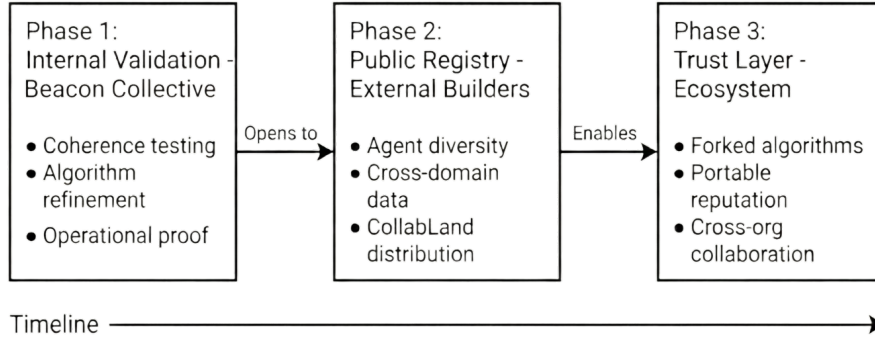 Phase 1:
Internal Validation -
Beacon Collective
• Coherence testing
• Algorithm
refinement
• Operational proof
Opens to
Phase 2:
Public Registry -
External Builders
• Agent diversity
• Cross-domain
data
• CollabLand
distribution
Enables
Phase 3:
Trust Layer -
Ecosystem
• Forked algorithms
• Portable
reputation
• Cross-org
collaboration
Timeline